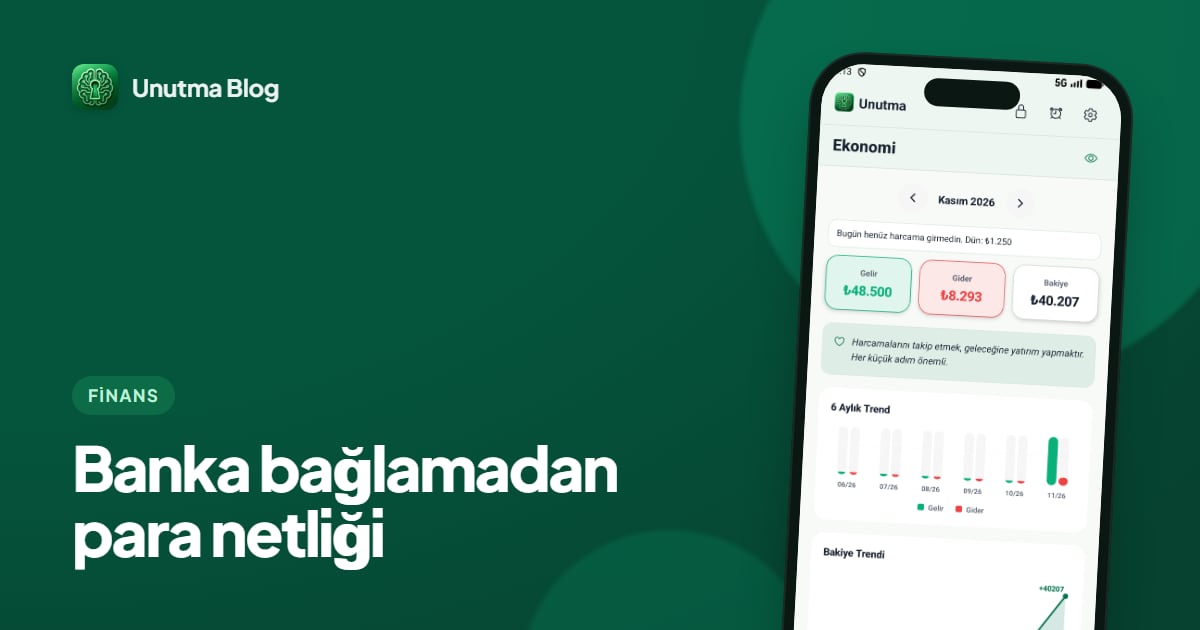 Unutma Blog
FİNANS
Banka bağlamadan
para netliği
:13
5G
Unutma
Ekonomi
Kasım 2026
Bugün henüz harcama girmedin. Dün: ₺1.250
Gelir
₺48.500
Gider
₺8.293
Bakiye
₺40.207
Harcamalarını takip etmek, geleceğine yatırım yapmaktır.
Her küçük adım önemli.
6 Aylık Trend
06/26
07/26
08/26
09/26
10/26
11/26
Gelir
Gider
Bakiye Trendi
+40207